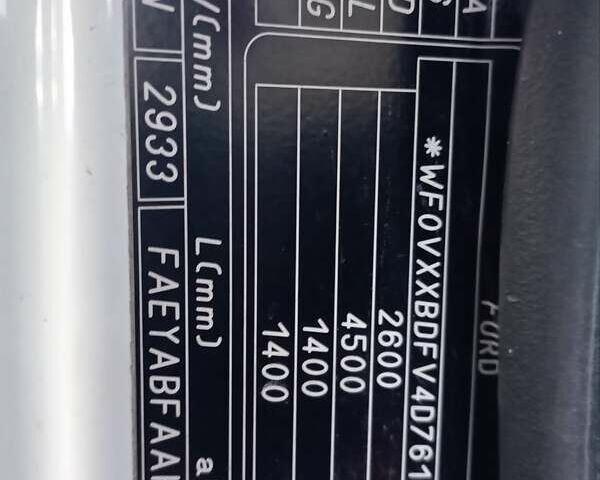 FORD
*WF0VXXBDFV4D761
2600
4500
1400
1400
/(mm) L(mm) a
2933 FAEYABFAA